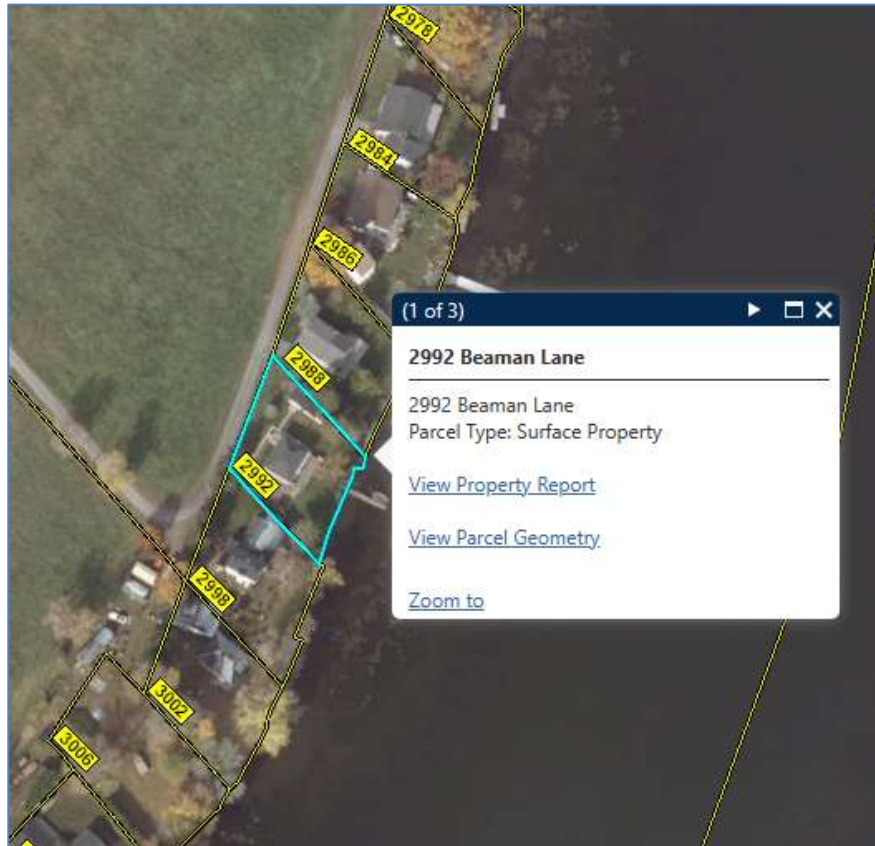 2978
2984
2986
(1 of 3)
2992 Beaman Lane
2992 Beaman Lane
Parcel Type: Surface Property
View Property Report
View Parcel Geometry
Zoom to
2988
2992
2998
3002
3006